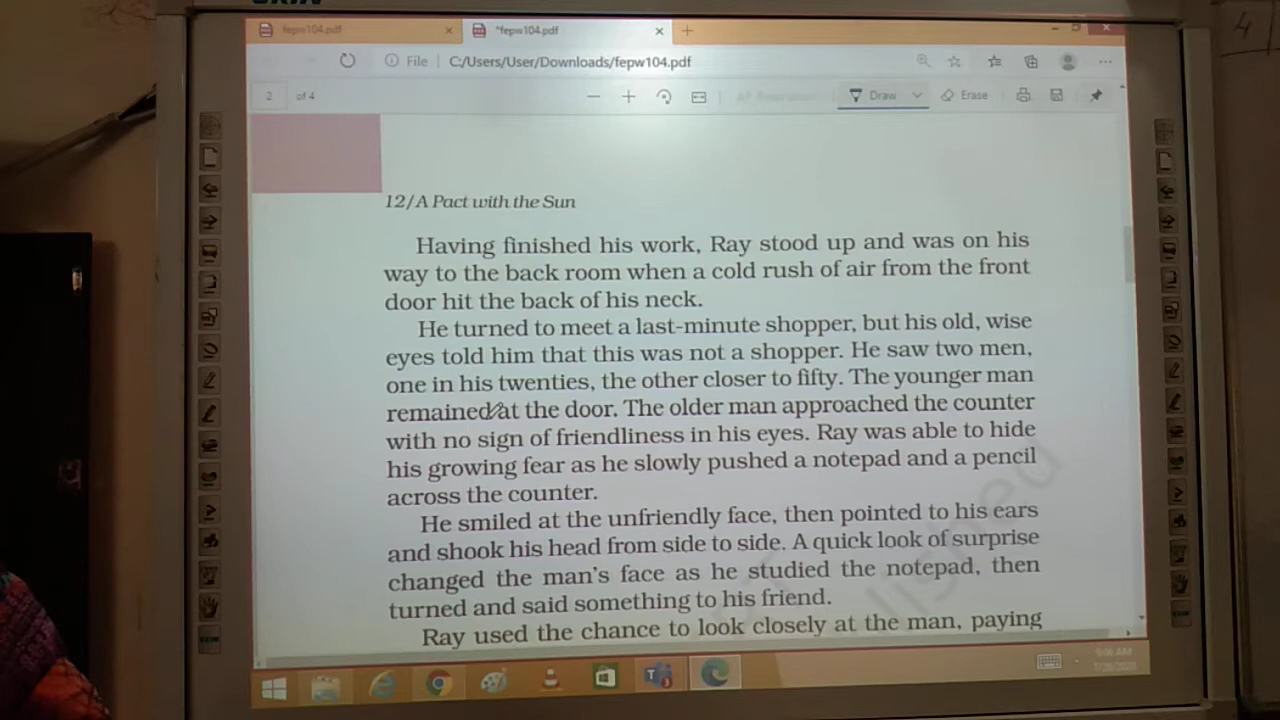 fepw104.pdf
*fepw104.pdf
File C:/Users/User/Downloads/fepw104.pdf
2 of 4
Draw
Erase
4
12/A Pact with the Sun
Having finished his work, Ray stood up and was on his
way to the back room when a cold rush of air from the front
door hit the back of his neck.
He turned to meet a last-minute shopper, but his old, wise
eyes told him that this was not a shopper. He saw two men,
one in his twenties, the other closer to fifty. The younger man
remained at the door. The older man approached the counter
with no sign of friendliness in his eyes. Ray was able to hide
his growing fear as he slowly pushed a notepad and a pencil
across the counter.
He smiled at the unfriendly face, then pointed to his ears
and shook his head from side to side. A quick look of surprise
changed the man's face as he studied the notepad, then
turned and said something to his friend.
Ray used the chance to look closely at the man, paying
9:06 AM